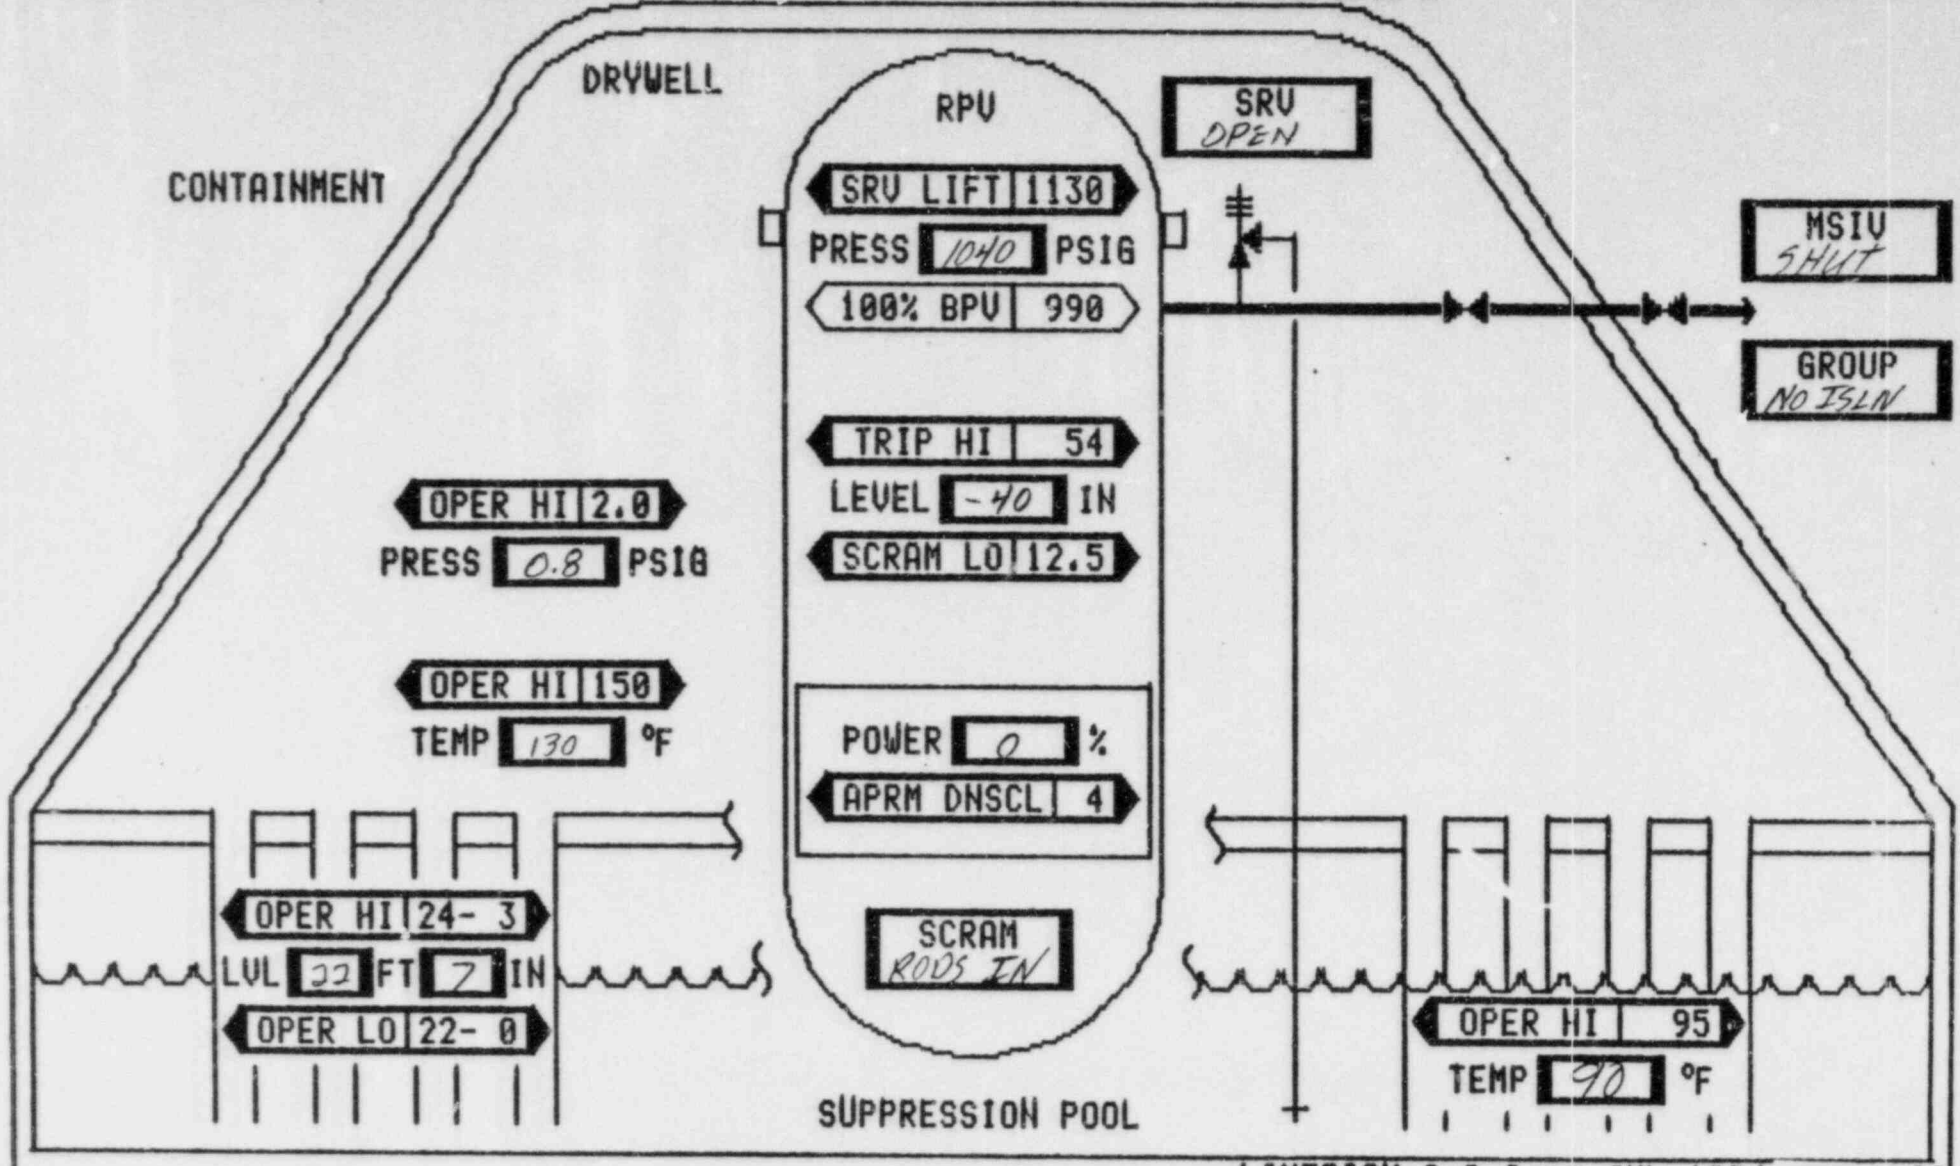 DRYWELL
CONTAINMENT
RPV
SRV
OPEN
SRV LIFT 1130
PRESS 1040 PSIG
100% BPV 990
MSIV
SHUT
GROUP
NO ISLN
TRIP HI 54
LEVEL -40 IN
SCRAM LO 12.5
OPER HI 2.0
PRESS 0.8 PSIG
OPER HI 150
TEMP 130 °F
POWER 0 %
APRM DNSCL 4
SCRAM
RODS IN
OPER HI 24- 3
LVL 22 FT 7 IN
OPER LO 22- 0
OPER HI 95
TEMP 90 °F
SUPPRESSION POOL